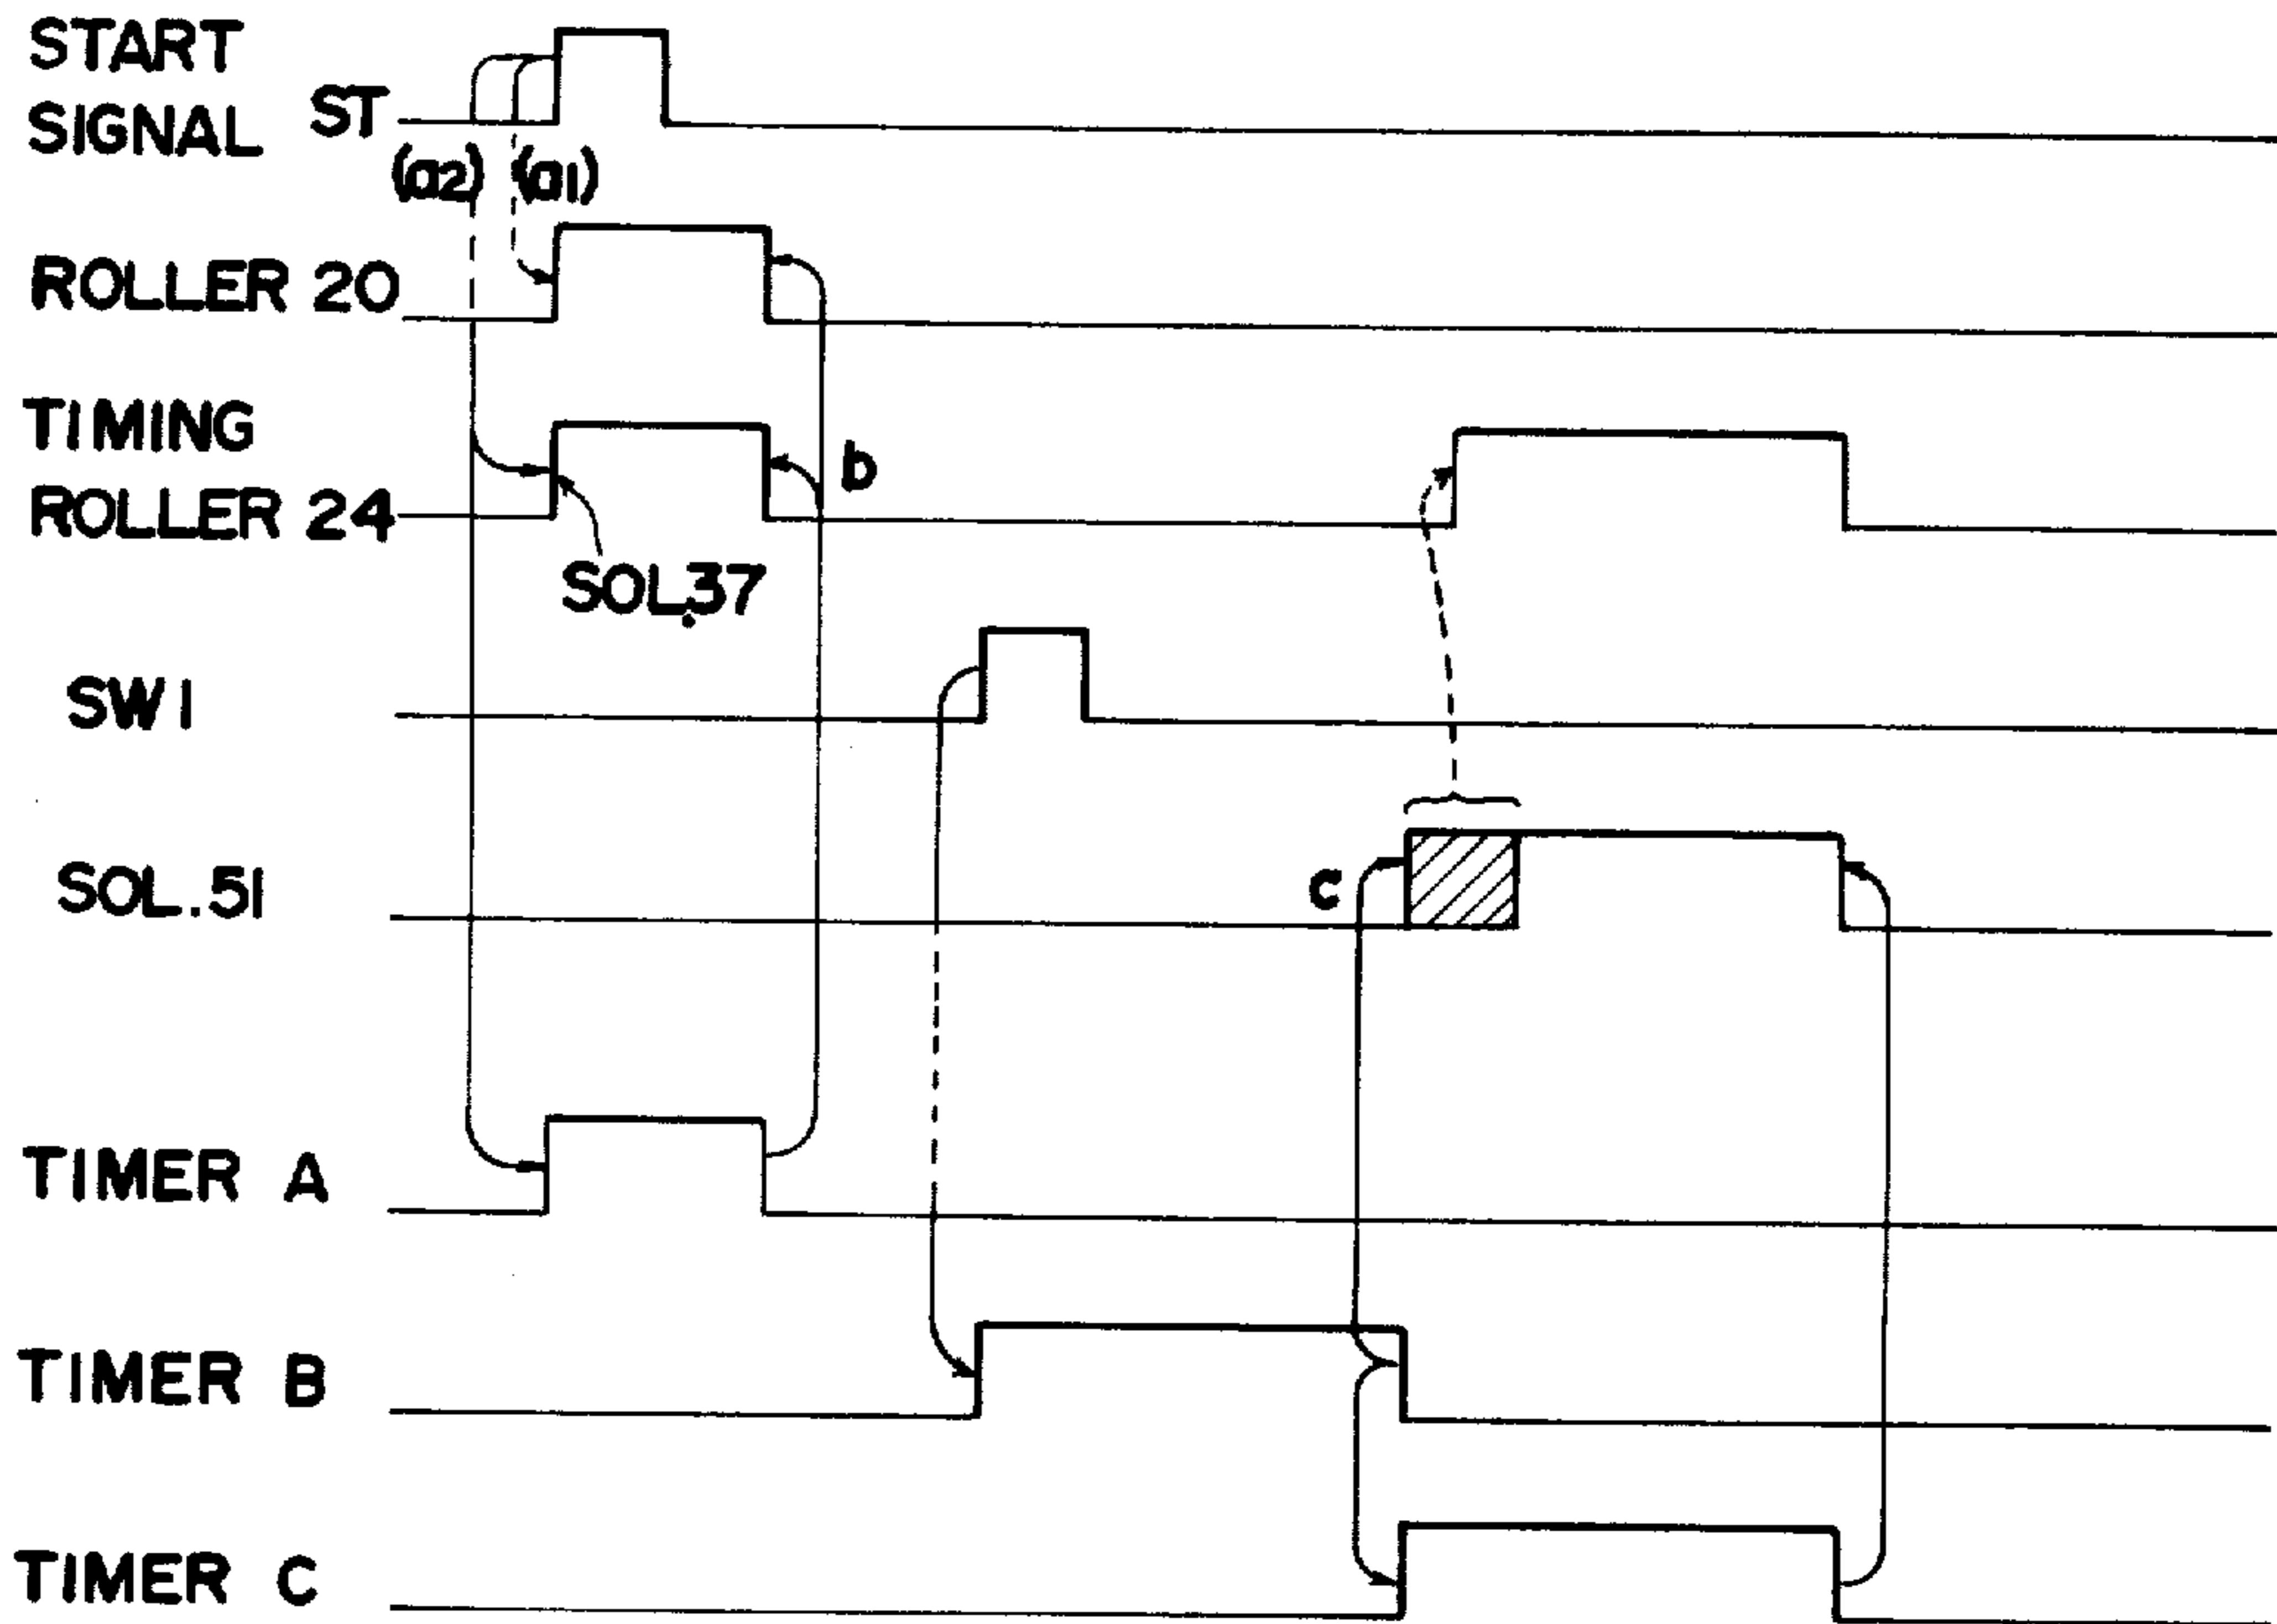 START
SIGNAL ST
(a2) (a1)
ROLLER 20
TIMING
ROLLER 24
b
SOL.37
SW1
SOL.51
c
TIMER A
TIMER B
TIMER C